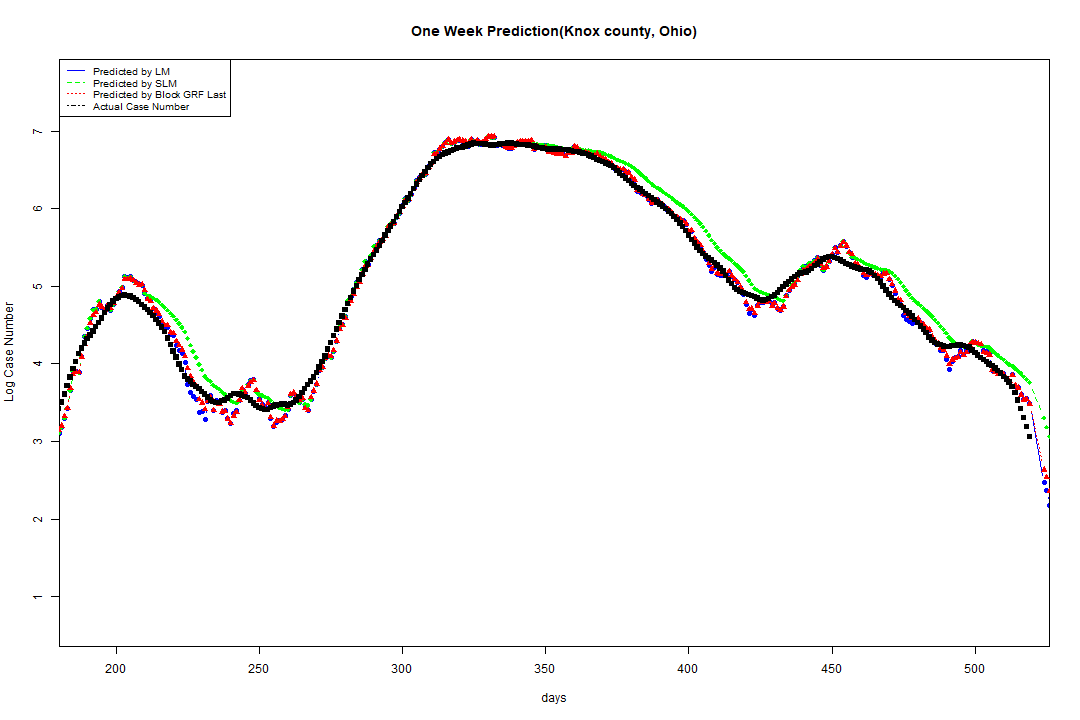 One Week Prediction(Knox county, Ohio)
Predicted by LM
Predicted by SLM
Predicted by Block GRF Last
Actual Case Number
7
6
5
4
3
2
1
Log Case Number
200 250 300 350 400 450 500
days